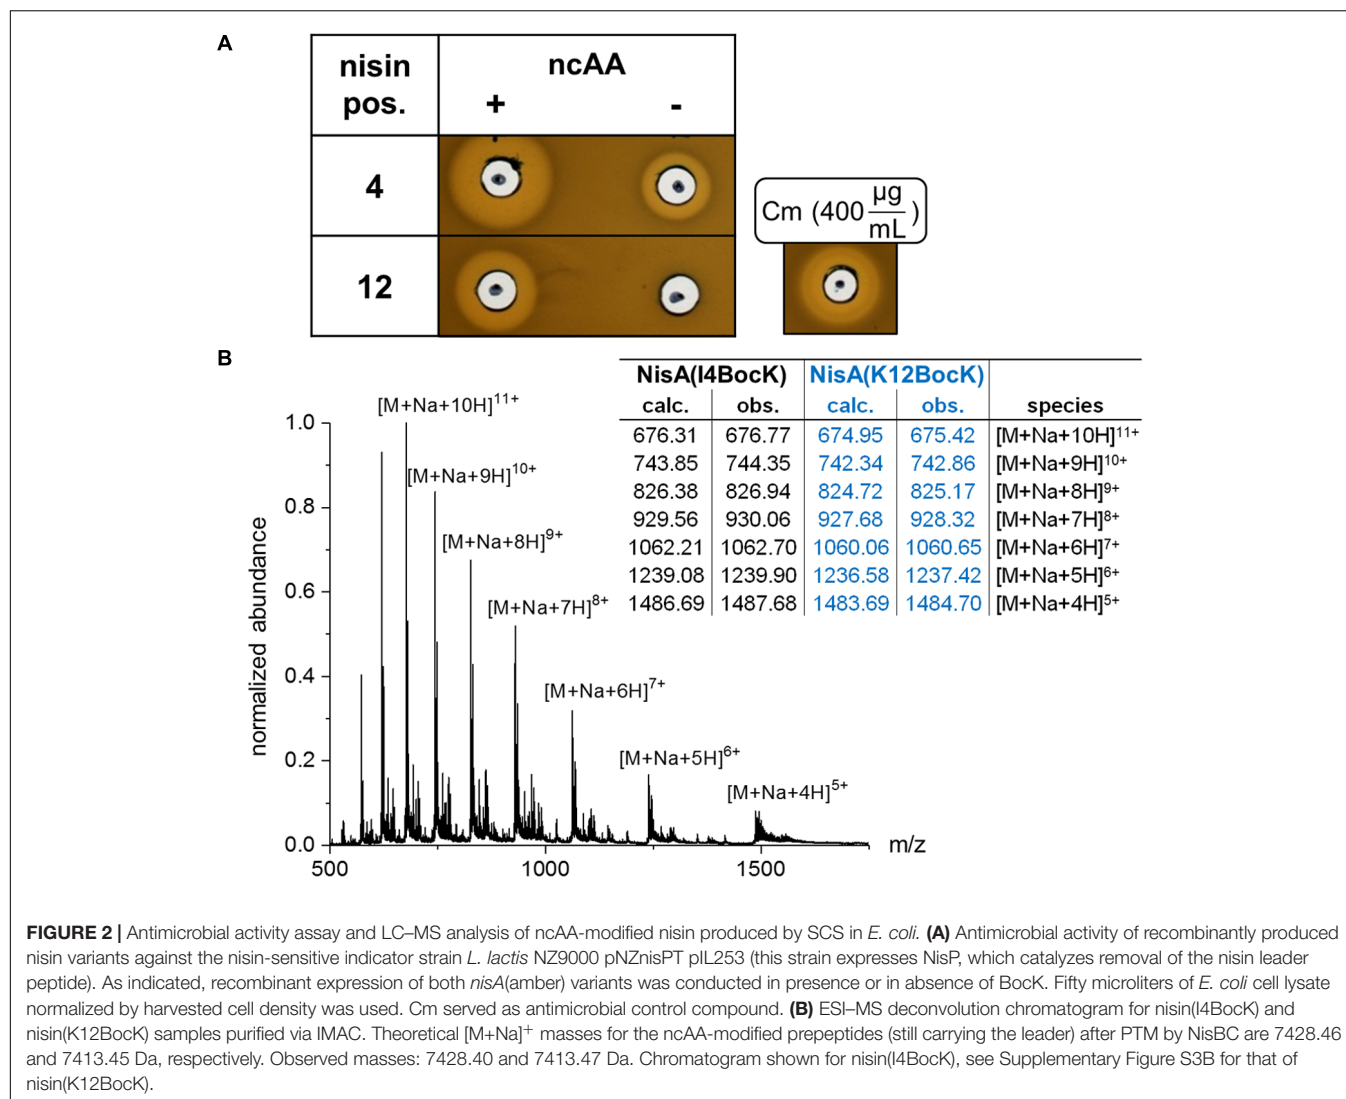 A
nisin pos.
ncAA
+ -
4
12
Cm (400 µg/mL)
B
NisA(I4BocK) NisA(K12BocK)
calc. obs. calc. obs. species
676.31 676.77 674.95 675.42 [M+Na+10H]11+
743.85 744.35 742.34 742.86 [M+Na+9H]10+
826.38 826.94 824.72 825.17 [M+Na+8H]9+
929.56 930.06 927.68 928.32 [M+Na+7H]8+
1062.21 1062.70 1060.06 1060.65 [M+Na+6H]7+
1239.08 1239.90 1236.58 1237.42 [M+Na+5H]6+
1486.69 1487.68 1483.69 1484.70 [M+Na+4H]5+
[M+Na+10H]11+
[M+Na+9H]10+
[M+Na+8H]9+
[M+Na+7H]8+
[M+Na+6H]7+
[M+Na+5H]6+
[M+Na+4H]5+
normalized abundance
1.0
0.8
0.6
0.4
0.2
0.0
500 1000 1500
m/z
FIGURE 2 | Antimicrobial activity assay and LC–MS analysis of ncAA-modified nisin produced by SCS in E. coli. (A) Antimicrobial activity of recombinantly produced
nisin variants against the nisin-sensitive indicator strain L. lactis NZ9000 pNZnisPT pIL253 (this strain expresses NisP, which catalyzes removal of the nisin leader
peptide). As indicated, recombinant expression of both nisA(amber) variants was conducted in presence or in absence of BocK. Fifty microliters of E. coli cell lysate
normalized by harvested cell density was used. Cm served as antimicrobial control compound. (B) ESI–MS deconvolution chromatogram for nisin(I4BocK) and
nisin(K12BocK) samples purified via IMAC. Theoretical [M+Na]+ masses for the ncAA-modified prepeptides (still carrying the leader) after PTM by NisBC are 7428.46
and 7413.45 Da, respectively. Observed masses: 7428.40 and 7413.47 Da. Chromatogram shown for nisin(I4BocK), see Supplementary Figure S3B for that of
nisin(K12BocK).